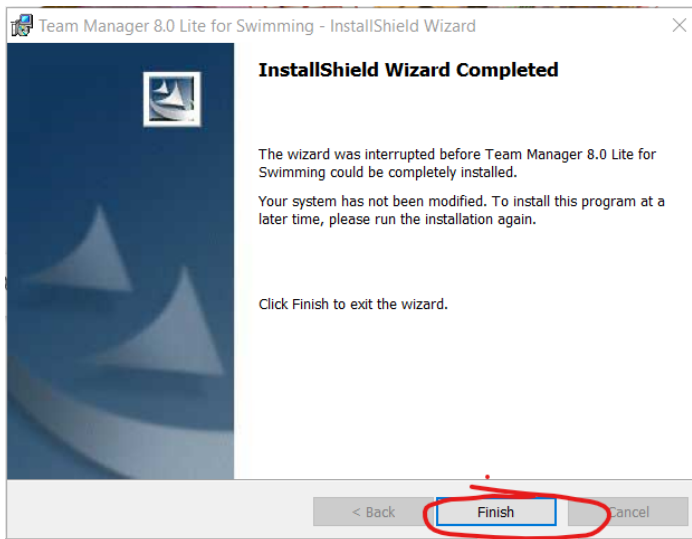 Team Manager 8.0 Lite for Swimming - InstallShield Wizard
InstallShield Wizard Completed
The wizard was interrupted before Team Manager 8.0 Lite for
Swimming could be completely installed.
Your system has not been modified. To install this program at a
later time, please run the installation again.
Click Finish to exit the wizard.
< Back Finish Cancel